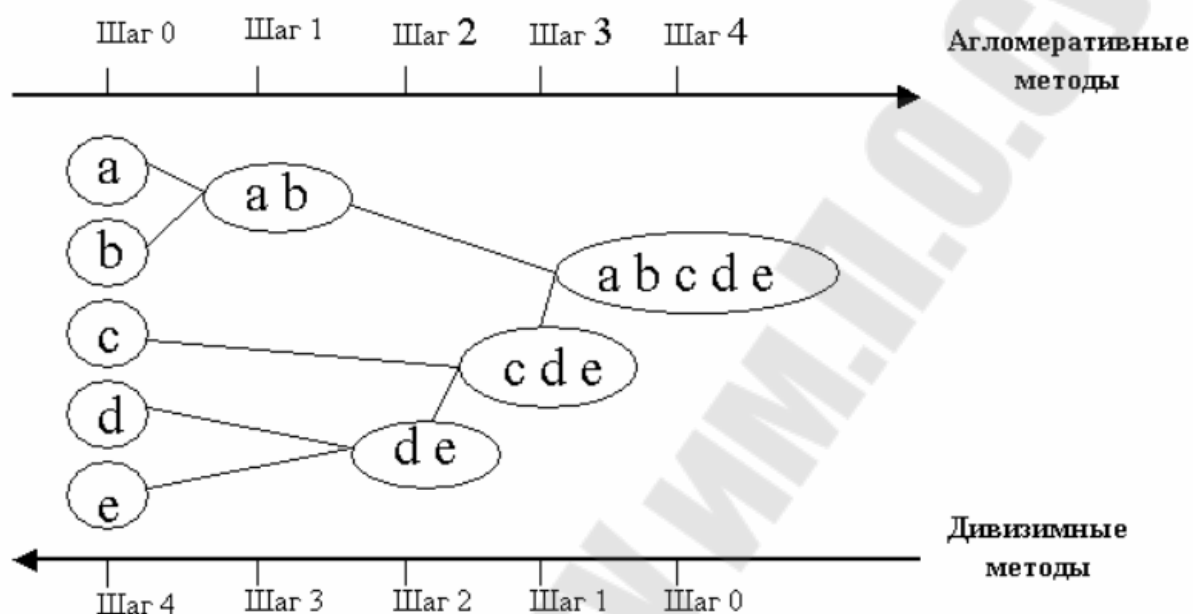 Шаг 0 Шаг 1 Шаг 2 Шаг 3 Шаг 4
Агломеративные
методы
a
a b
b
a b c d e
c
c d e
d
d e
e
Дивизимные
методы
Шаг 4 Шаг 3 Шаг 2 Шаг 1 Шаг 0